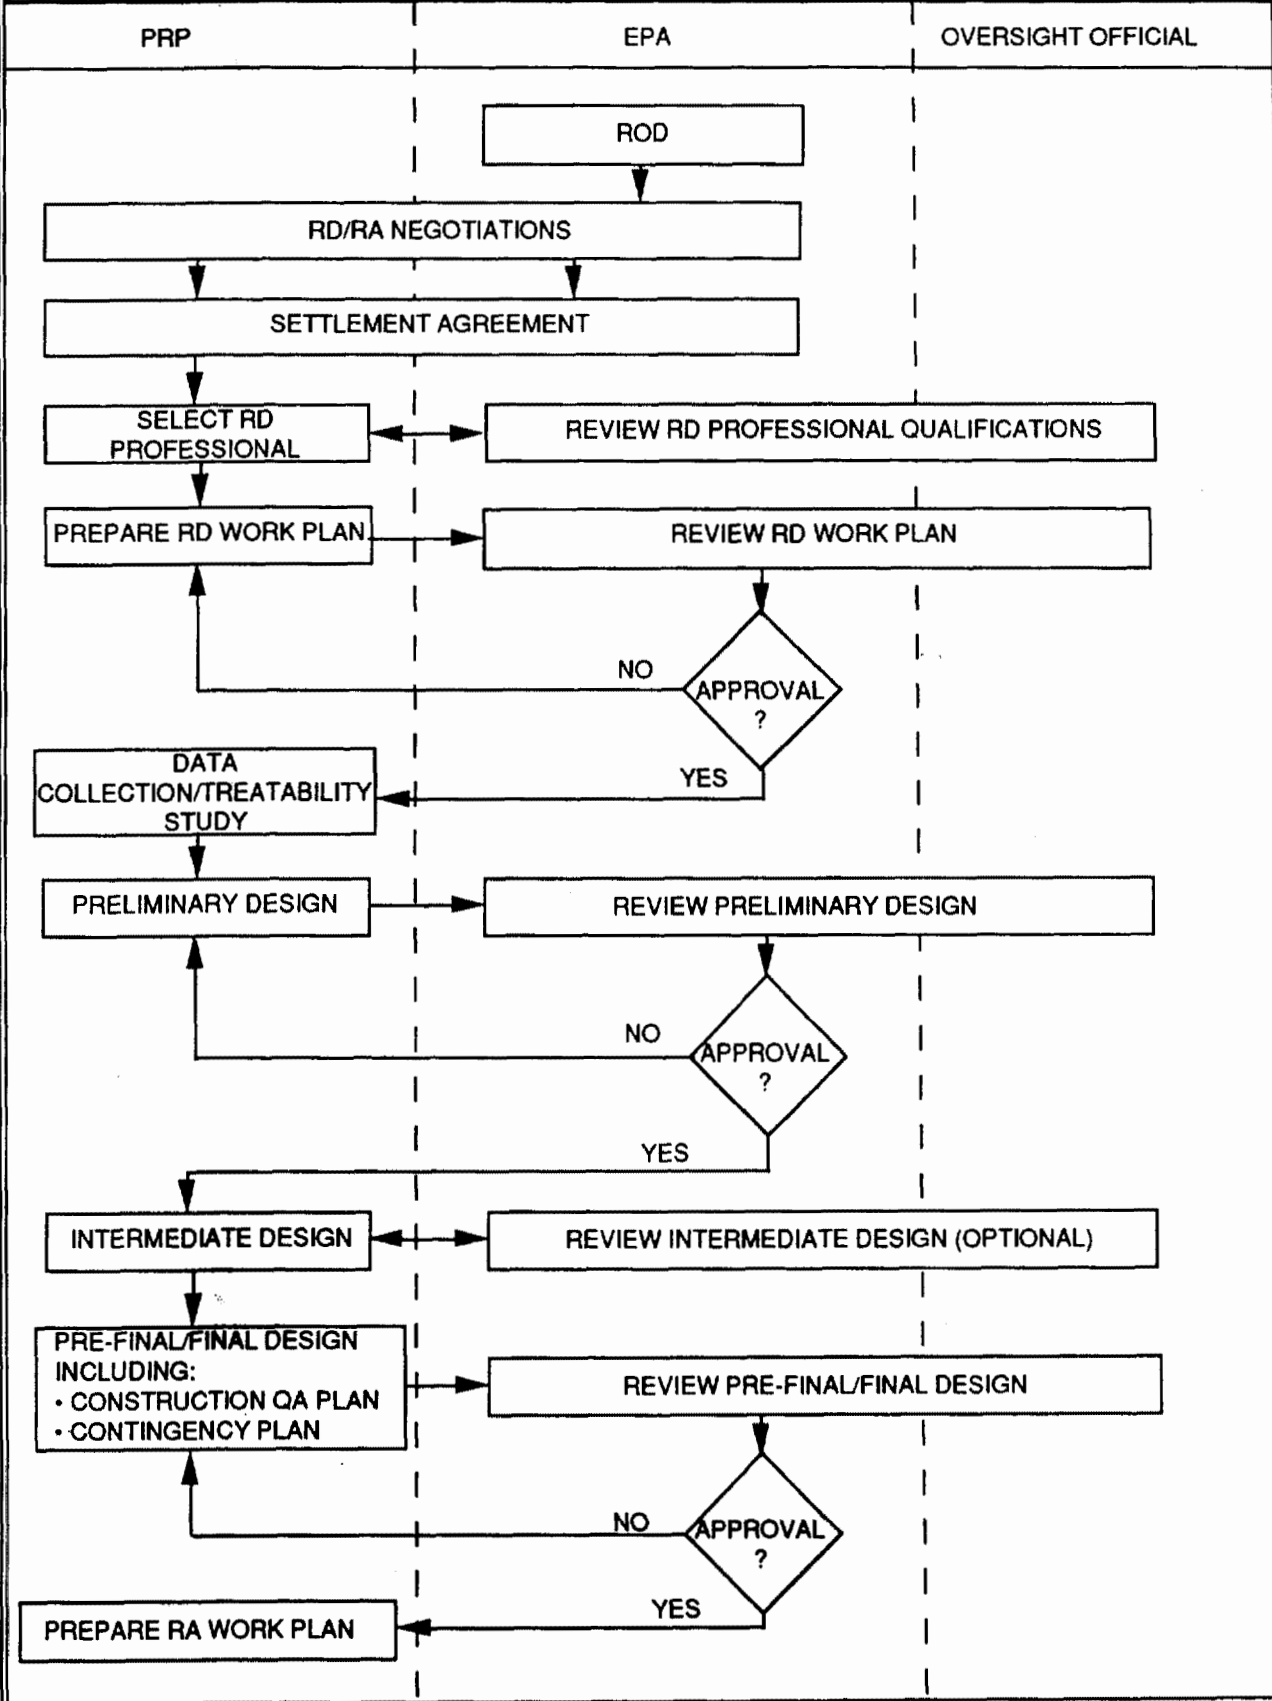 PRP
EPA
OVERSIGHT OFFICIAL
ROD
RD/RA NEGOTIATIONS
SETTLEMENT AGREEMENT
SELECT RD
PROFESSIONAL
REVIEW RD PROFESSIONAL QUALIFICATIONS
PREPARE RD WORK PLAN
REVIEW RD WORK PLAN
NO
APPROVAL
?
YES
DATA
COLLECTION/TREATABILITY
STUDY
PRELIMINARY DESIGN
REVIEW PRELIMINARY DESIGN
NO
APPROVAL
?
YES
INTERMEDIATE DESIGN
REVIEW INTERMEDIATE DESIGN (OPTIONAL)
PRE-FINAL/FINAL DESIGN
INCLUDING:
• CONSTRUCTION QA PLAN
• CONTINGENCY PLAN
REVIEW PRE-FINAL/FINAL DESIGN
NO
APPROVAL
?
YES
PREPARE RA WORK PLAN